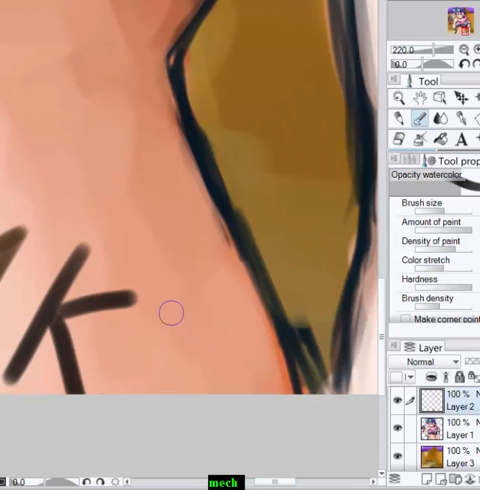 220.0
0.0
Tool
Tool prop
Opacity watercolor
Brush size
Amount of paint
Density of paint
Color stretch
Hardness
Brush density
Make corner point
K
Layer
Normal
100 % N
Layer 2
100 % N
Layer 1
100 % N
Layer 3
0.0
mech